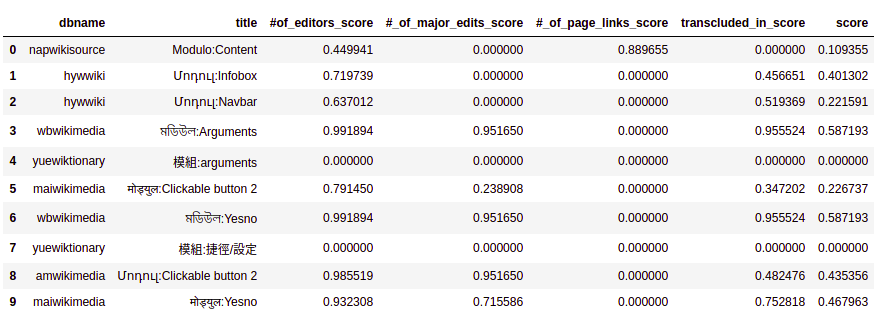 dbname title #of_editors_score #_of_major_edits_score #_of_page_links_score transcluded_in_score score
0 napwikisource Modulo:Content 0.449941 0.000000 0.889655 0.000000 0.109355
1 hywwiki Մոդուլ:Infobox 0.719739 0.000000 0.000000 0.456651 0.401302
2 hywwiki Մոդուլ:Navbar 0.637012 0.000000 0.000000 0.519369 0.221591
3 wbwikimedia মডিউল:Arguments 0.991894 0.951650 0.000000 0.955524 0.587193
4 yuewiktionary 模組:arguments 0.000000 0.000000 0.000000 0.000000 0.000000
5 maiwikimedia मोड्युल:Clickable button 2 0.791450 0.238908 0.000000 0.347202 0.226737
6 wbwikimedia মডিউল:Yesno 0.991894 0.951650 0.000000 0.955524 0.587193
7 yuewiktionary 模組:捷徑/設定 0.000000 0.000000 0.000000 0.000000 0.000000
8 amwikimedia Մոդուլ:Clickable button 2 0.985519 0.951650 0.000000 0.482476 0.435356
9 maiwikimedia मोड्युल:Yesno 0.932308 0.715586 0.000000 0.752818 0.467963